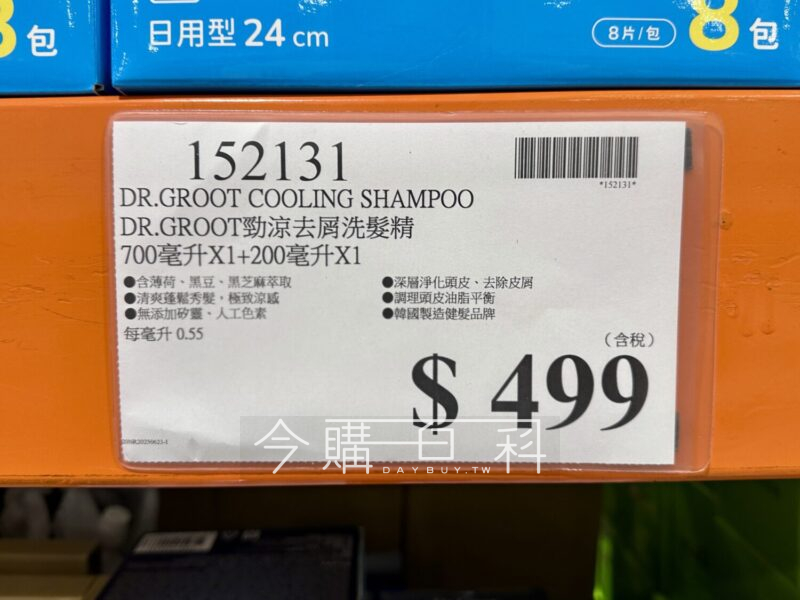 8包
日用型 24 cm
8片/包
8包
152131
*152131*
DR.GROOT COOLING SHAMPOO
DR.GROOT勁涼去屑洗髮精
700毫升X1+200毫升X1
●含薄荷、黑豆、黑芝麻萃取
●深層淨化頭皮、去除皮屑
●清爽蓬鬆秀髮，極致涼感
●調理頭皮油脂平衡
●無添加矽靈、人工色素
●韓國製造健髮品牌
每毫升 0.55
(含稅)
$ 499
今購百科
DAYBUY.TW